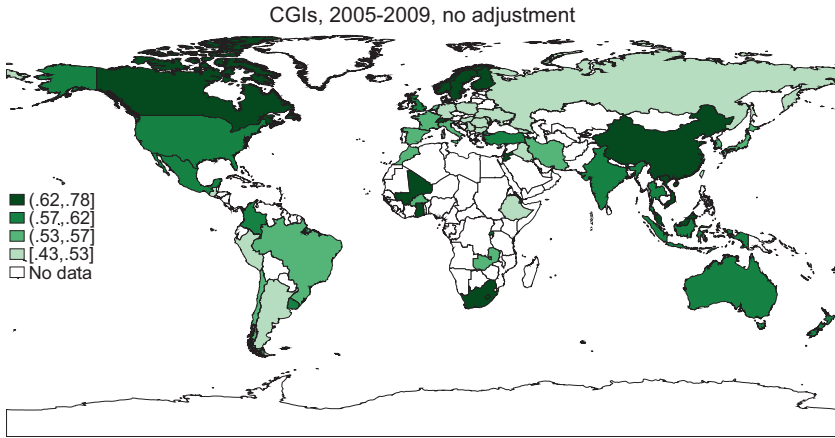 CGIs, 2005-2009, no adjustment
(.62,.78]
(.57,.62]
(.53,.57]
[.43,.53]
No data